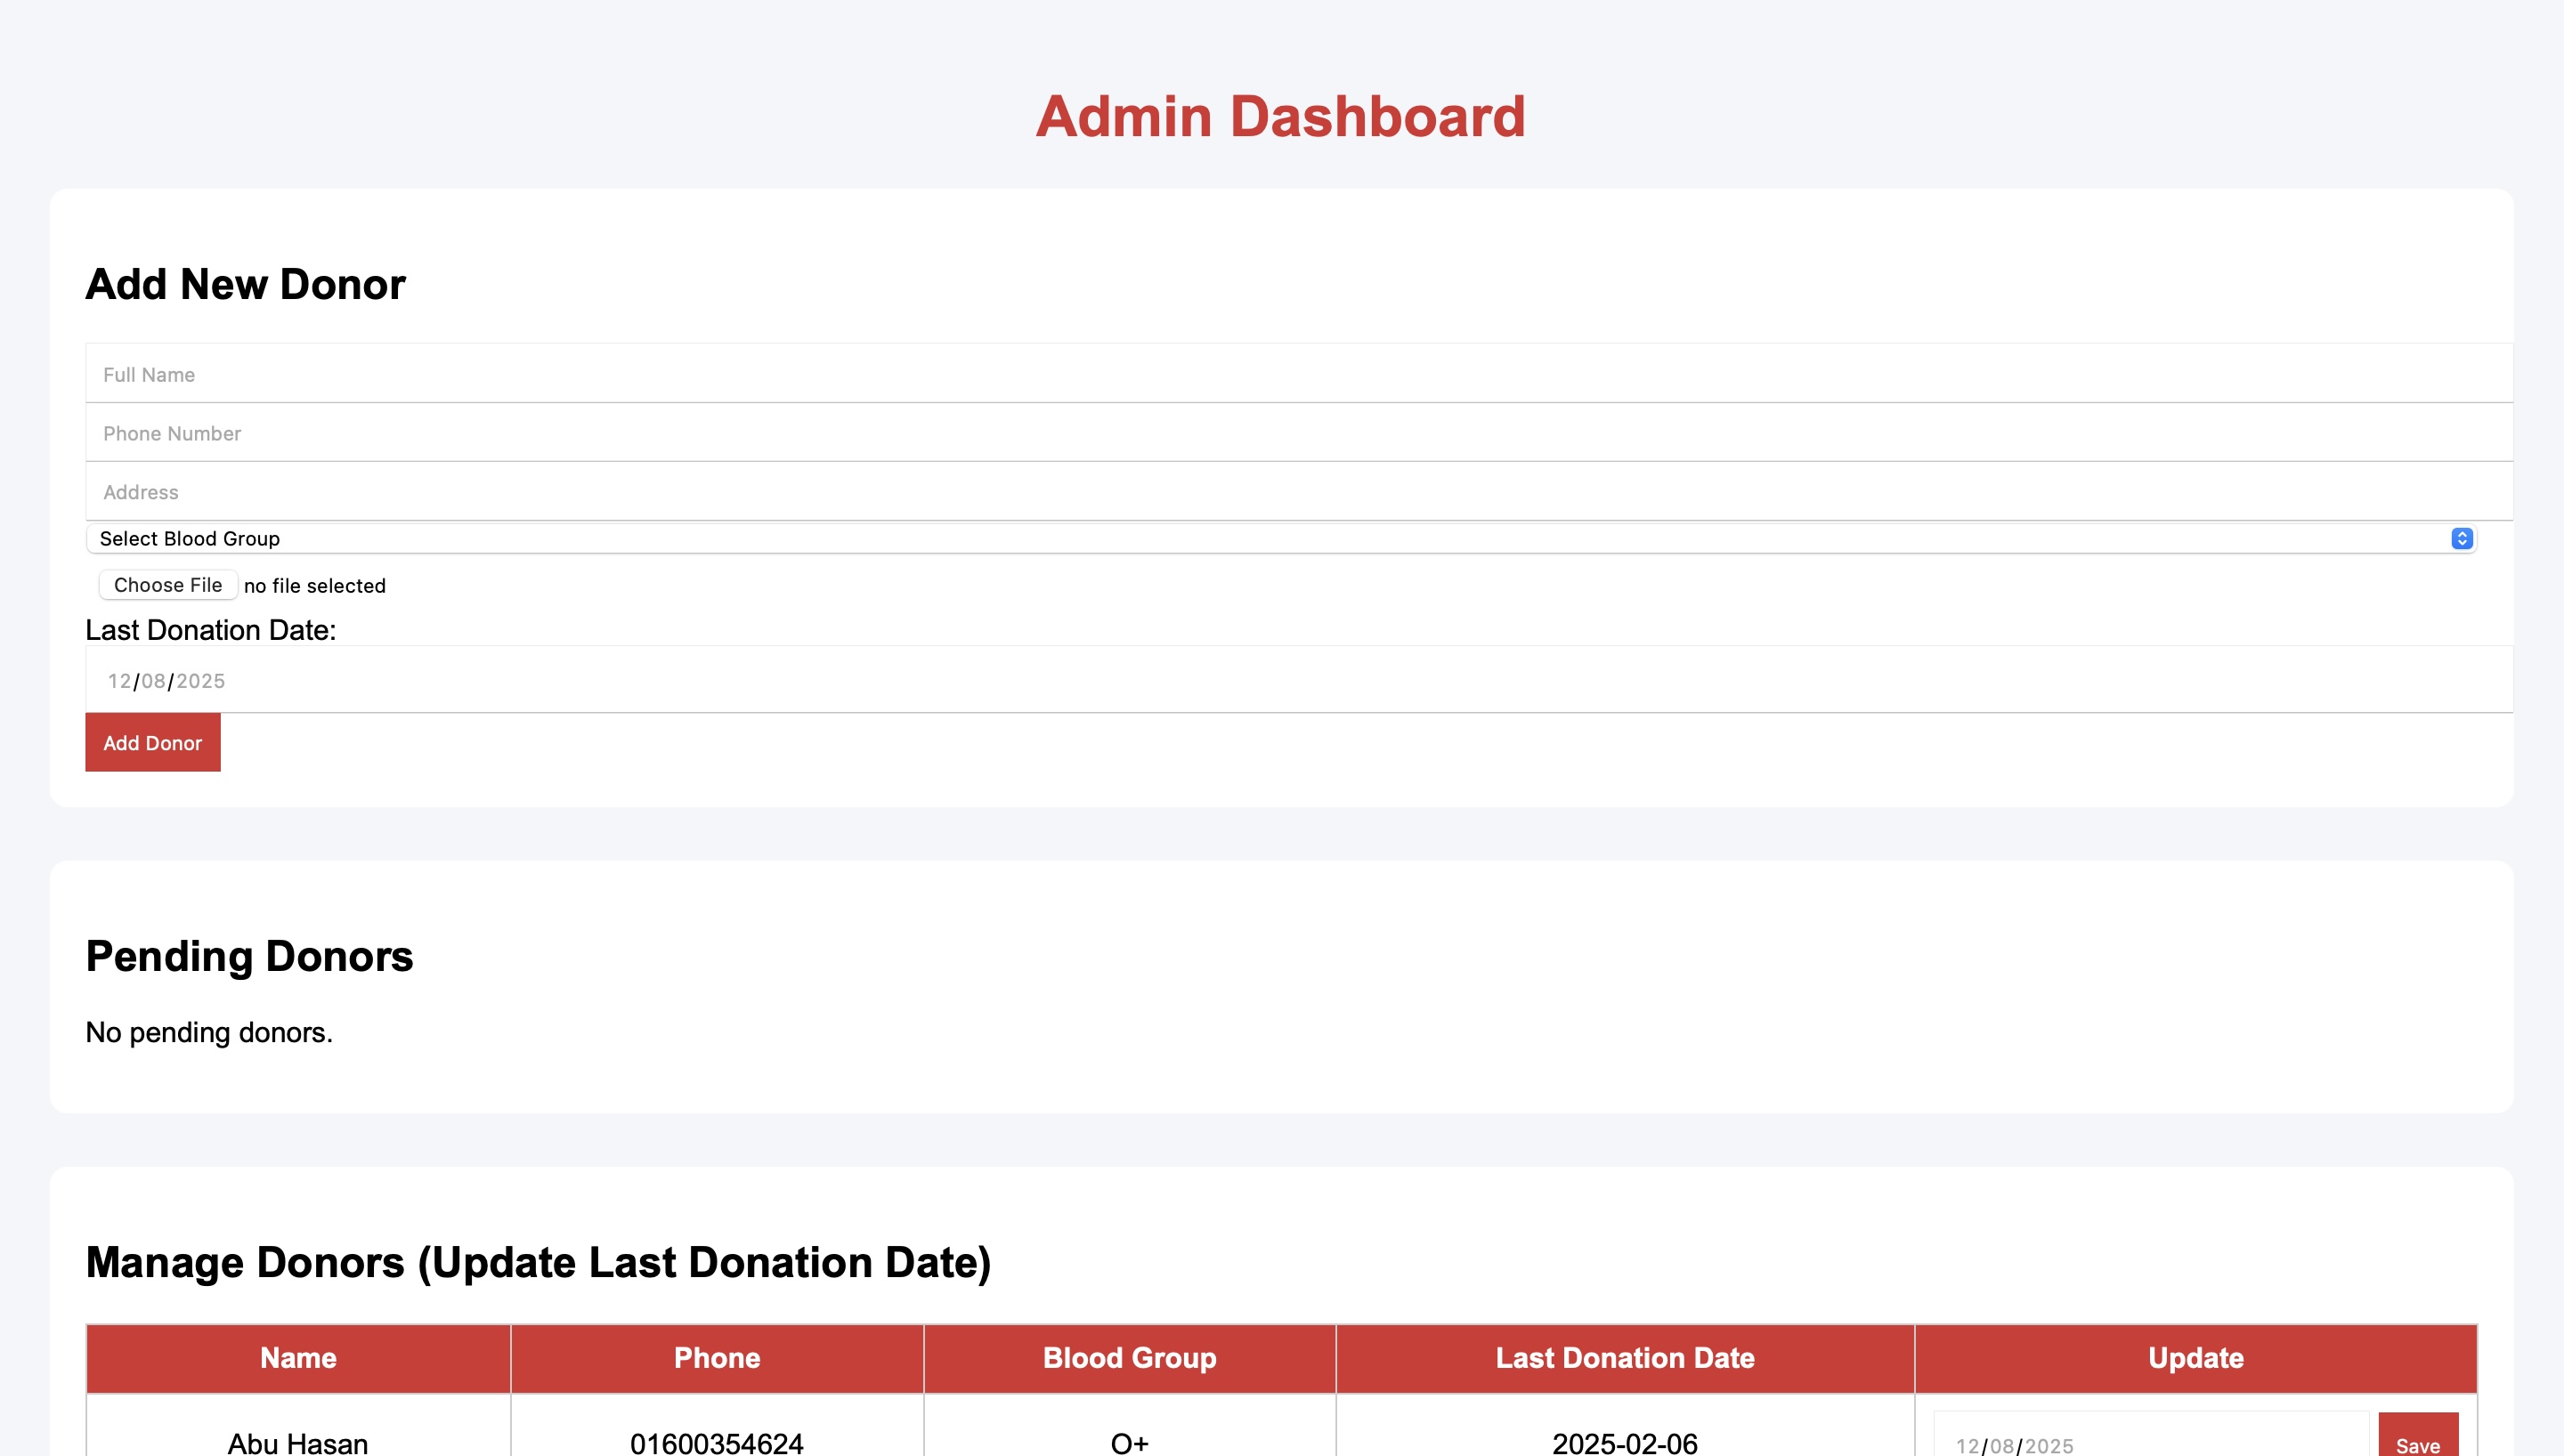 Admin Dashboard
Add New Donor
Full Name
Phone Number
Address
Select Blood Group
Choose File no file selected
Last Donation Date:
12/08/2025
Add Donor
Pending Donors
No pending donors.
Manage Donors (Update Last Donation Date)
Name Phone Blood Group Last Donation Date Update
Abu Hasan 01600354624 O+ 2025-02-06 12/08/2025 Save